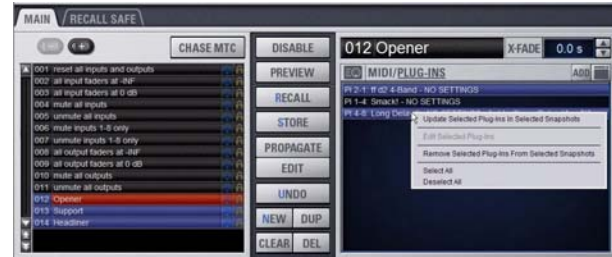 MAIN
RECALL SAFE
CHASE MTC
001 reset all inputs and outputs
002 all input faders at -INF
003 all input faders at 0 dB
004 mute all inputs
005 unmute all inputs
006 mute inputs 1-8 only
007 unmute inputs 1-8 only
008 all output faders at -INF
009 all output faders at 0 dB
010 mute all outputs
011 unmute all outputs
012 Opener
013 Support
014 Headliner
DISABLE
PREVIEW
RECALL
STORE
PROPAGATE
EDIT
UNDO
NEW DUP
CLEAR DEL
012 Opener
X-FADE 0.0 s
MIDI/PLUG-INS
ADD
PI 2-1: ff d2 4-Band - NO SETTINGS
PI 1-4: Smack! - NO SETTINGS
PI 4-8: Long
Update Selected Plug-Ins In Selected Snapshots
Edit Selected Plug-Ins
Remove Selected Plug-Ins From Selected Snapshots
Select All
Deselect All